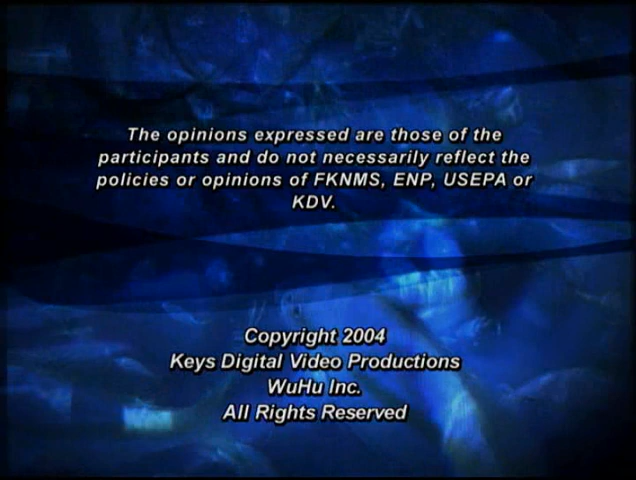 The opinions expressed are those of the
participants and do not necessarily reflect the
policies or opinions of FKNMS, ENP, USEPA or
KDV.
Copyright 2004
Keys Digital Video Productions
WuHu Inc.
All Rights Reserved